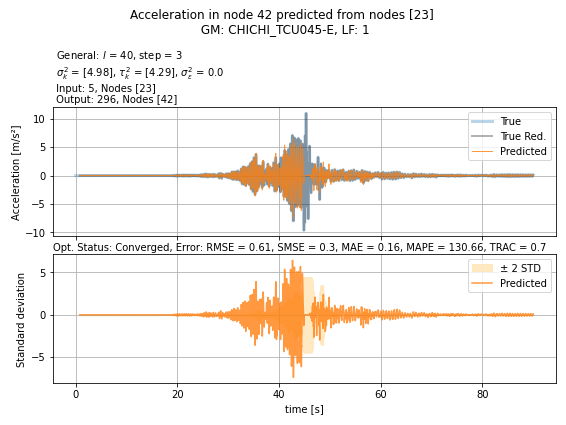 Acceleration in node 42 predicted from nodes [23]
GM: CHICHI_TCU045-E, LF: 1
General: l = 40, step = 3
σ²ₖ = [4.98], τ²ₖ = [4.29], σ²ε = 0.0
Input: 5, Nodes [23]
Output: 296, Nodes [42]
10
5
0
−5
−10
Acceleration [m/s²]
True
True Red.
Predicted
Opt. Status: Converged, Error: RMSE = 0.61, SMSE = 0.3, MAE = 0.16, MAPE = 130.66, TRAC = 0.7
5
0
−5
Standard deviation
± 2 STD
Predicted
0 20 40 60 80
time [s]